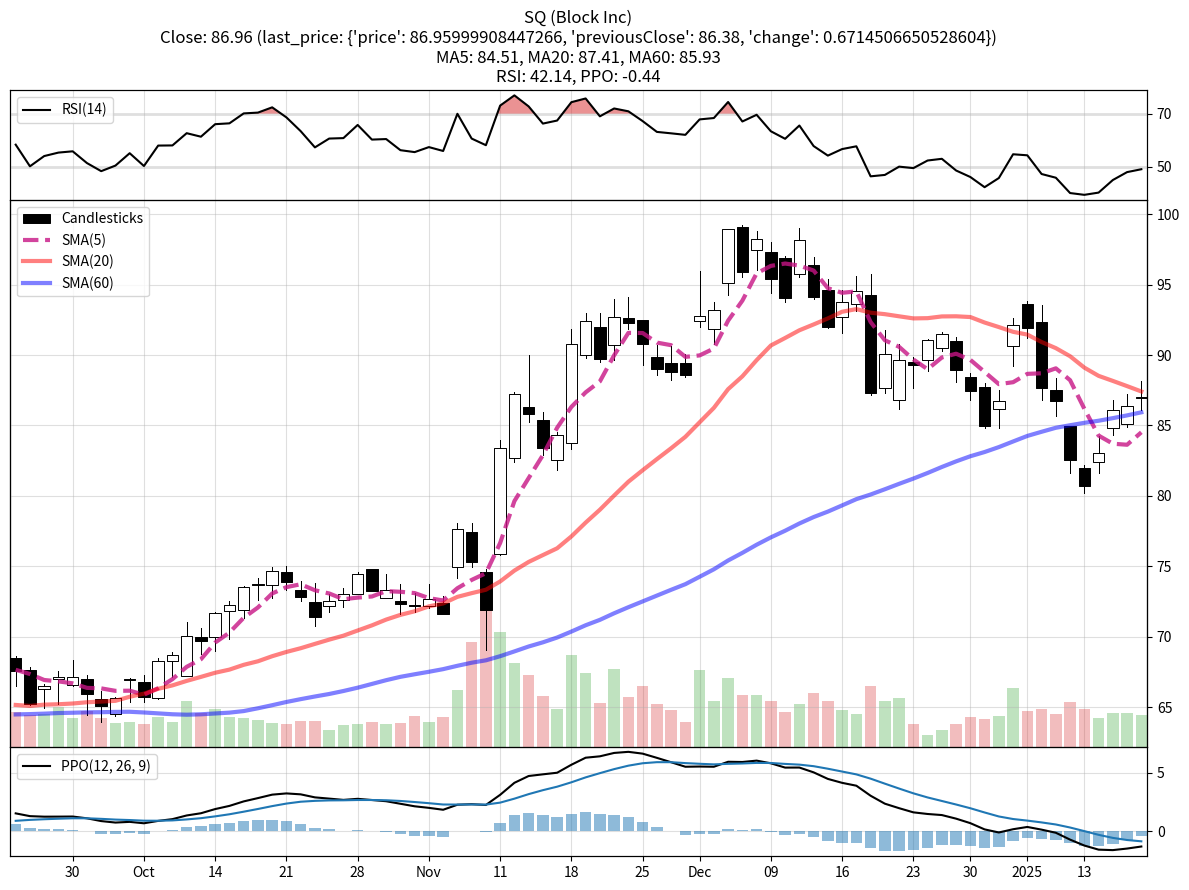 SQ (Block Inc)
Close: 86.96 (last_price: {'price': 86.95999908447266, 'previousClose': 86.38, 'change': 0.6714506650528604})
MA5: 84.51, MA20: 87.41, MA60: 85.93
RSI: 42.14, PPO: -0.44
RSI(14)
70
50
Candlesticks
SMA(5)
SMA(20)
SMA(60)
100
95
90
85
80
75
70
65
PPO(12, 26, 9)
5
0
30 Oct 14 21 28 Nov 11 18 25 Dec 09 16 23 30 2025 13